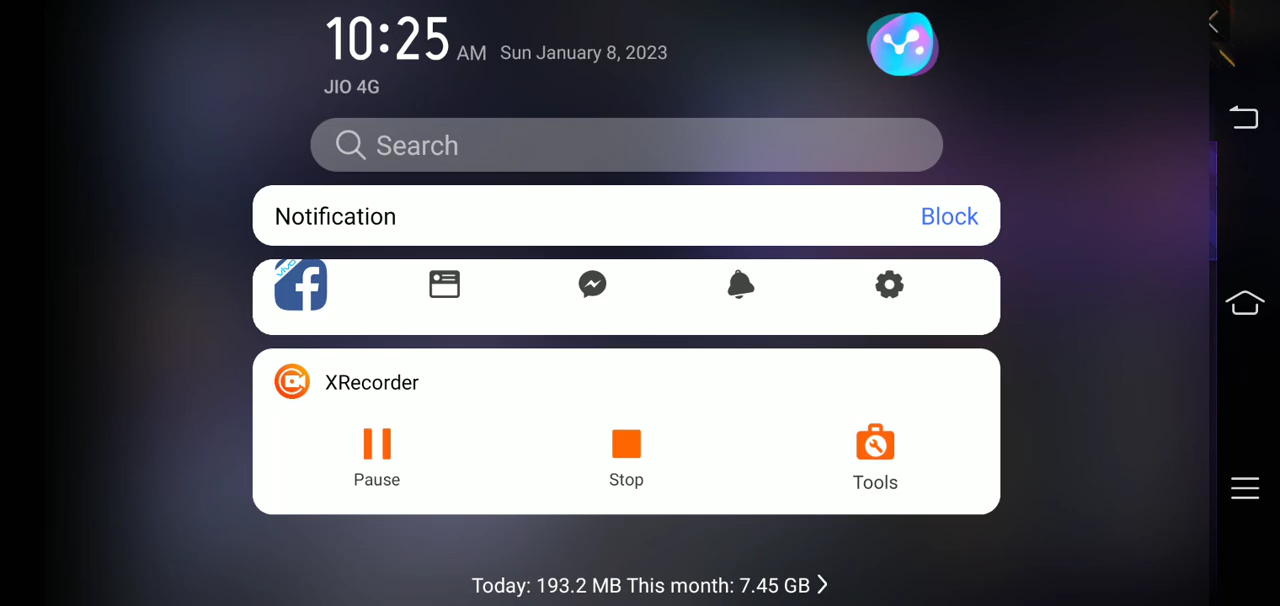 10:25 AM Sun January 8, 2023
JIO 4G
Search
Notification Block
vivo
XRecorder
Pause Stop Tools
Today: 193.2 MB This month: 7.45 GB